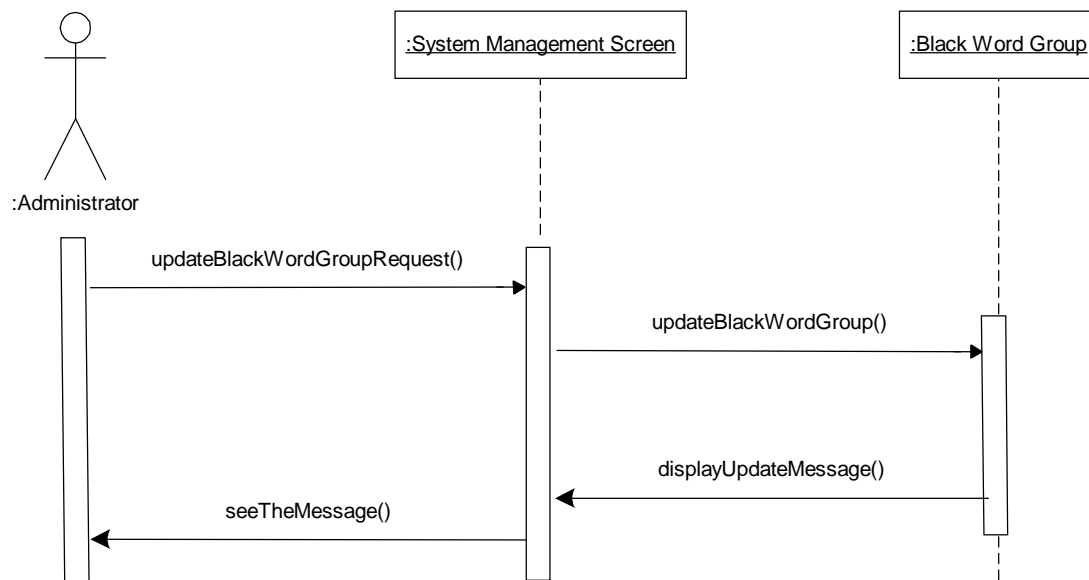 :System Management Screen
:Black Word Group
:Administrator
updateBlackWordGroupRequest()
updateBlackWordGroup()
displayUpdateMessage()
seeTheMessage()